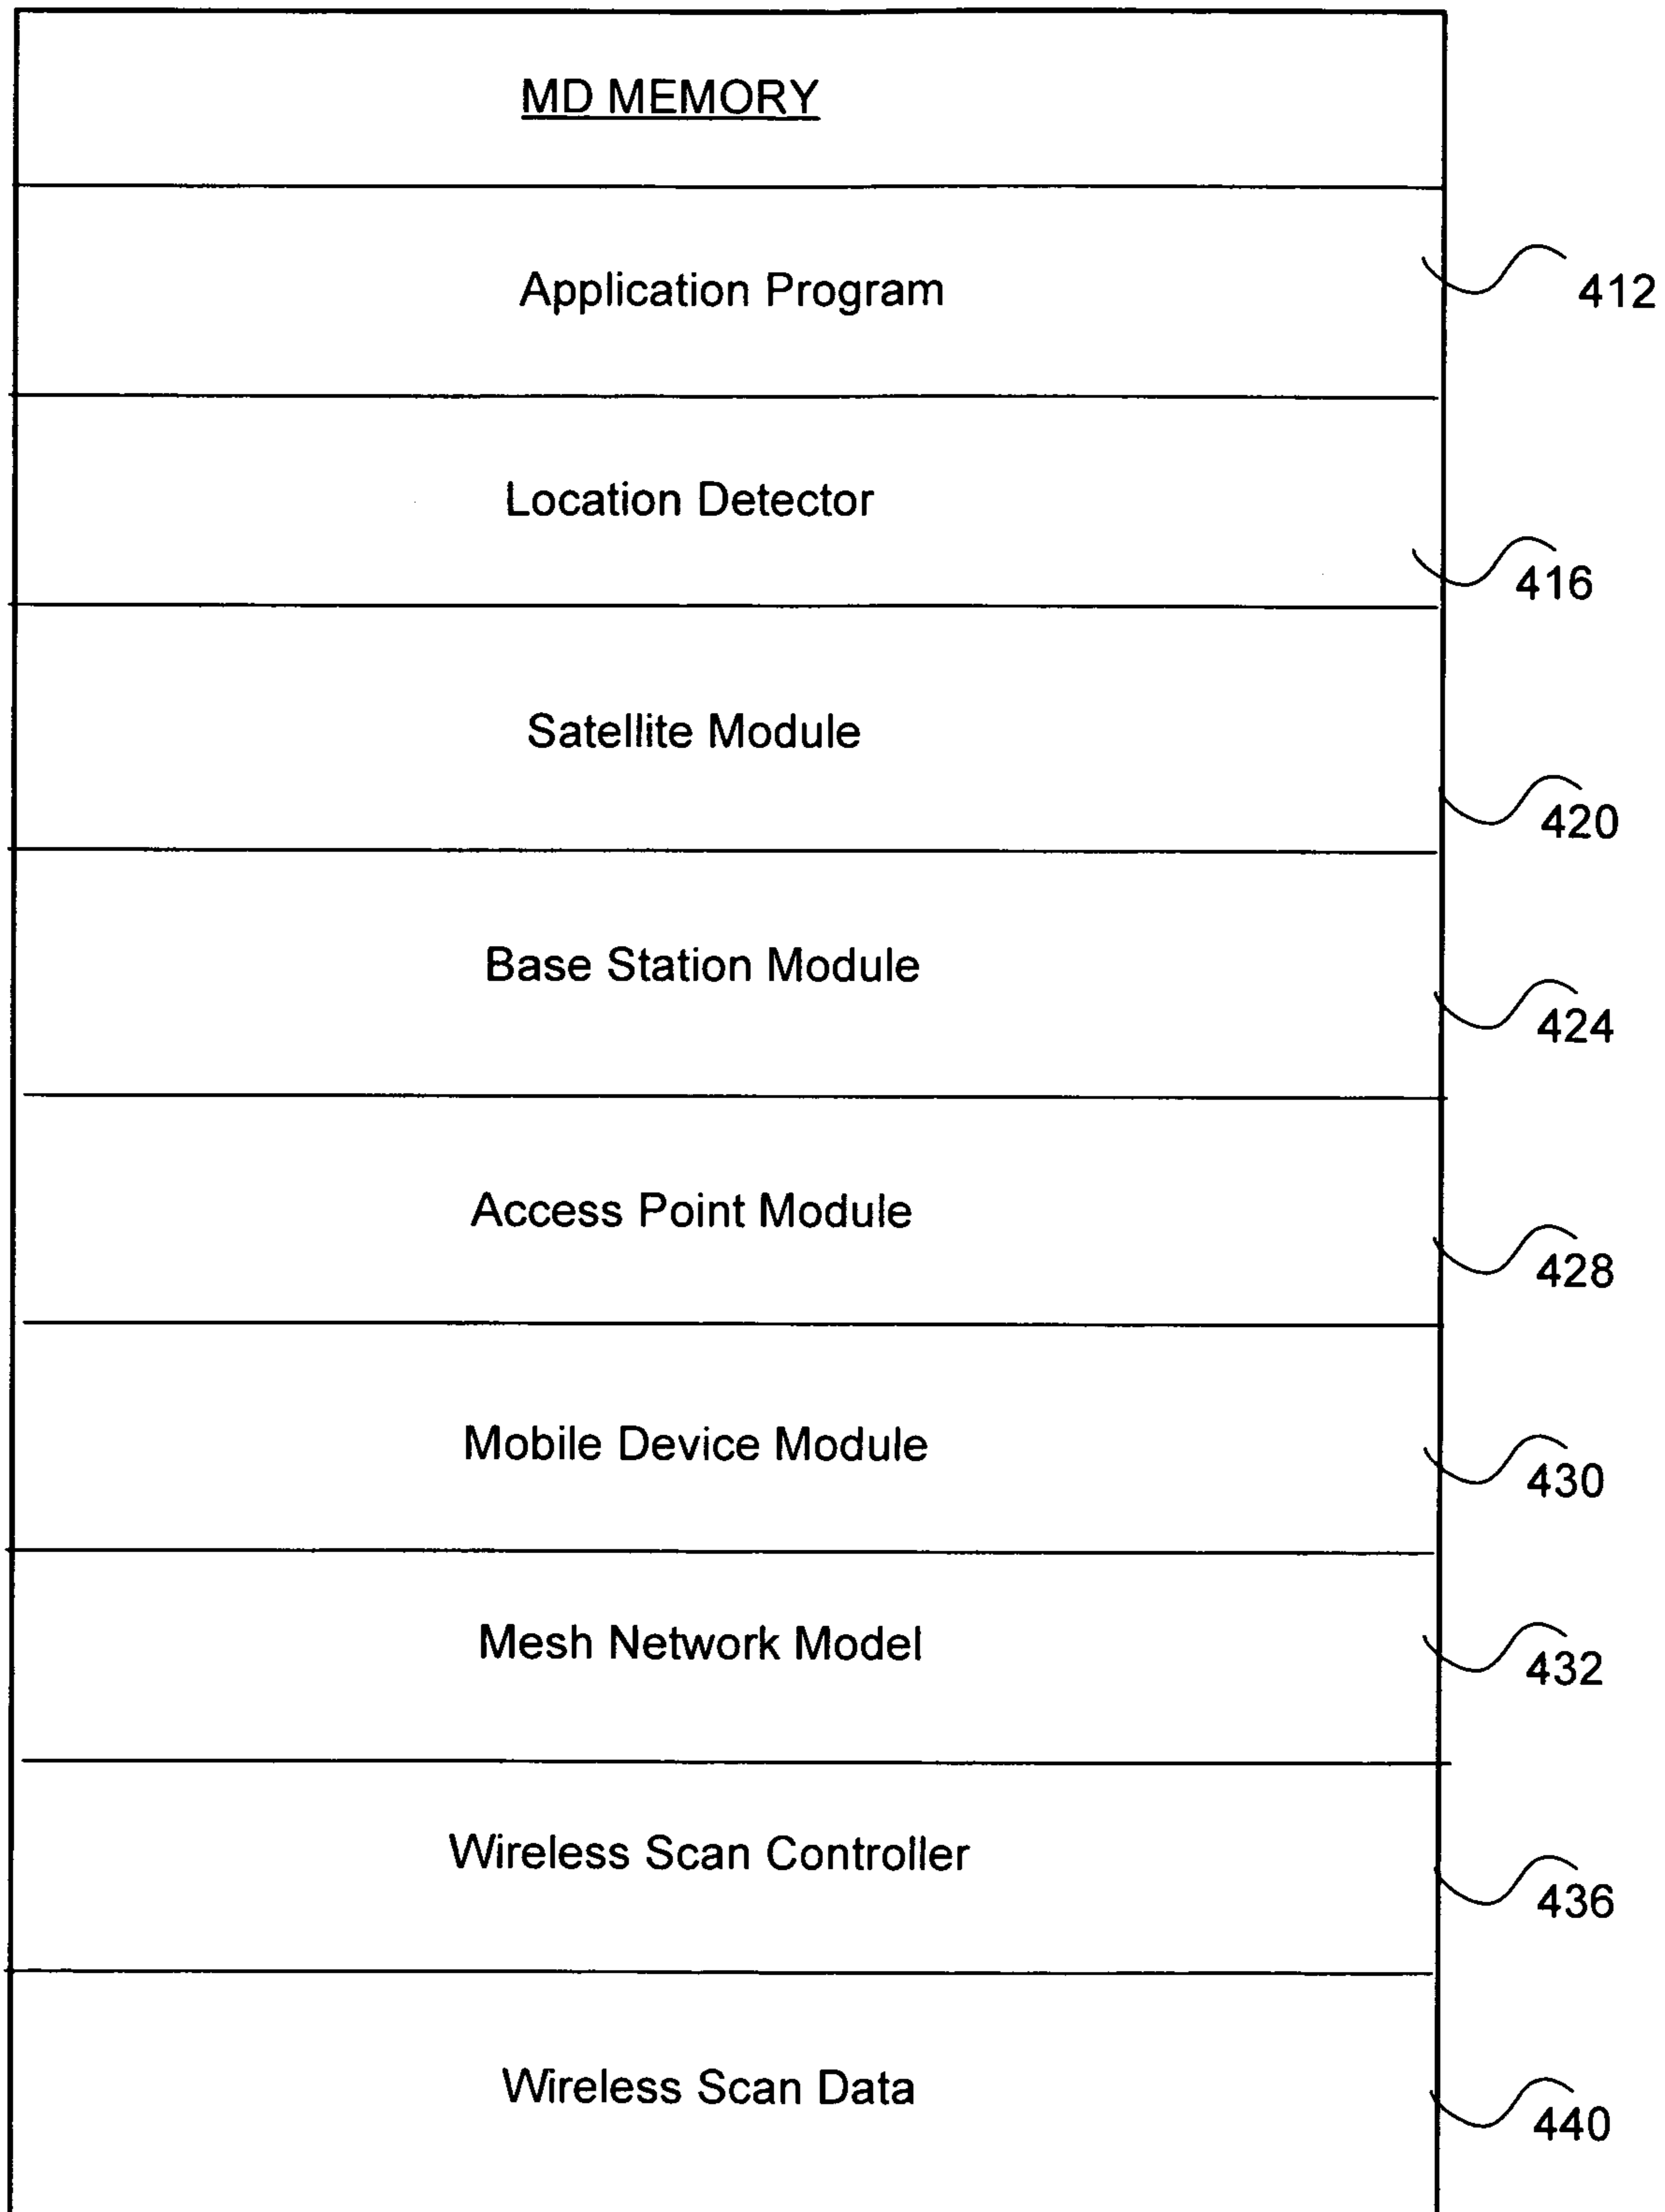 MD MEMORY
Application Program
412
Location Detector
416
Satellite Module
420
Base Station Module
424
Access Point Module
428
Mobile Device Module
430
Mesh Network Model
432
Wireless Scan Controller
436
Wireless Scan Data
440